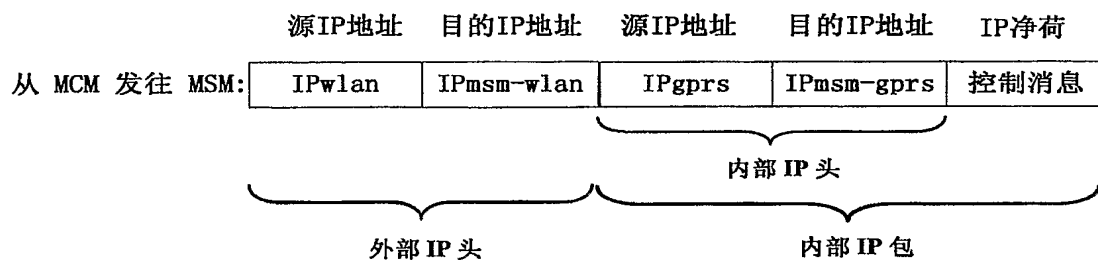 源IP地址 目的IP地址 源IP地址 目的IP地址 IP净荷
从 MCM 发往 MSM: IPwlan IPmsm-wlan IPgprs IPmsm-gprs 控制消息
内部 IP 头
外部 IP 头 内部 IP 包